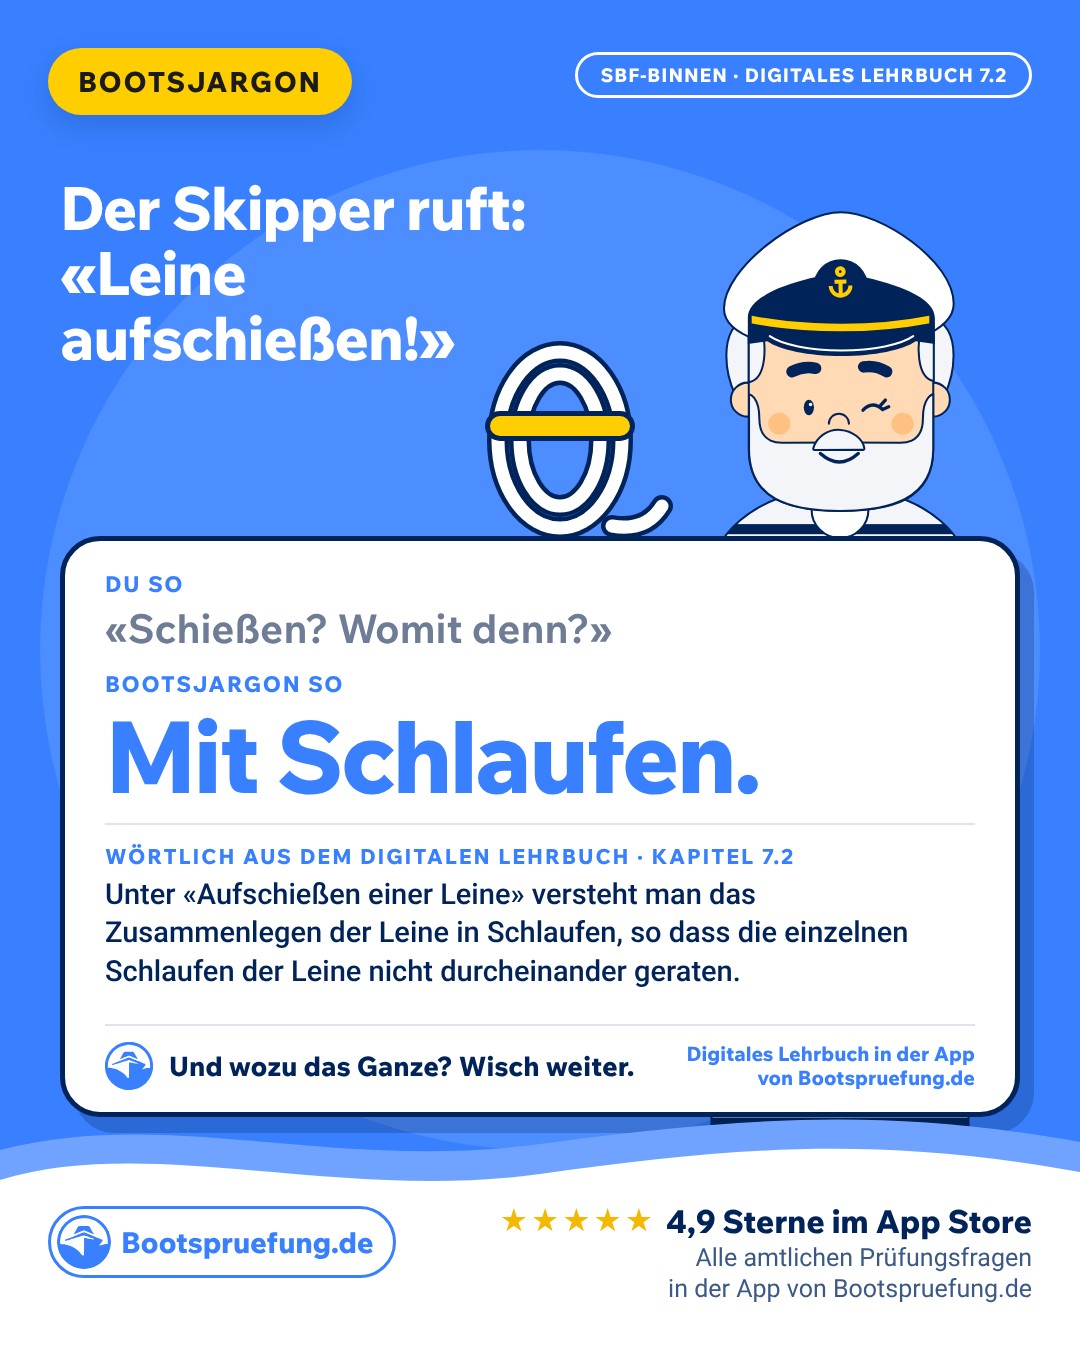 BOOTSJARGON
SBF-BINNEN · DIGITALES LEHRBUCH 7.2
Der Skipper ruft:
«Leine
aufschießen!»
DU SO
«Schießen? Womit denn?»
BOOTSJARGON SO
Mit Schlaufen.
WÖRTLICH AUS DEM DIGITALEN LEHRBUCH · KAPITEL 7.2
Unter «Aufschießen einer Leine» versteht man das
Zusammenlegen der Leine in Schlaufen, so dass die einzelnen
Schlaufen der Leine nicht durcheinander geraten.
Und wozu das Ganze? Wisch weiter.
Digitales Lehrbuch in der App
von Bootspruefung.de
Bootspruefung.de
★★★★★ 4,9 Sterne im App Store
Alle amtlichen Prüfungsfragen
in der App von Bootspruefung.de